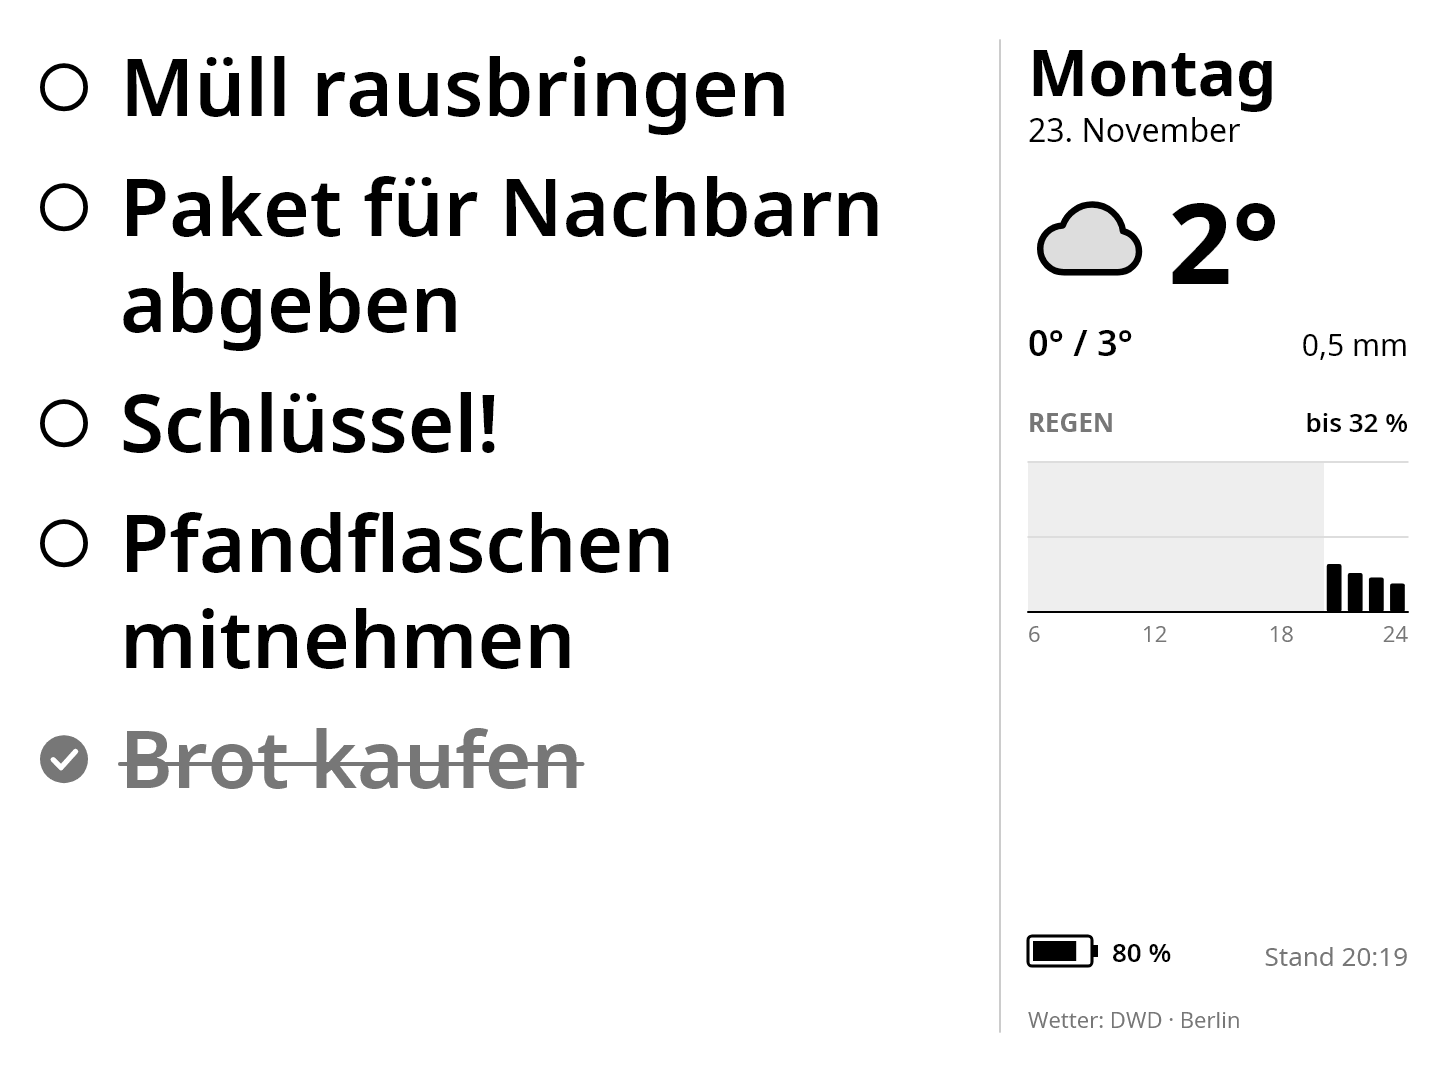 Müll rausbringen
Paket für Nachbarn
abgeben
Schlüssel!
Pfandflaschen
mitnehmen
Brot kaufen
Montag
23. November
2°
0° / 3° 0,5 mm
REGEN bis 32 %
6 12 18 24
80 % Stand 20:19
Wetter: DWD · Berlin